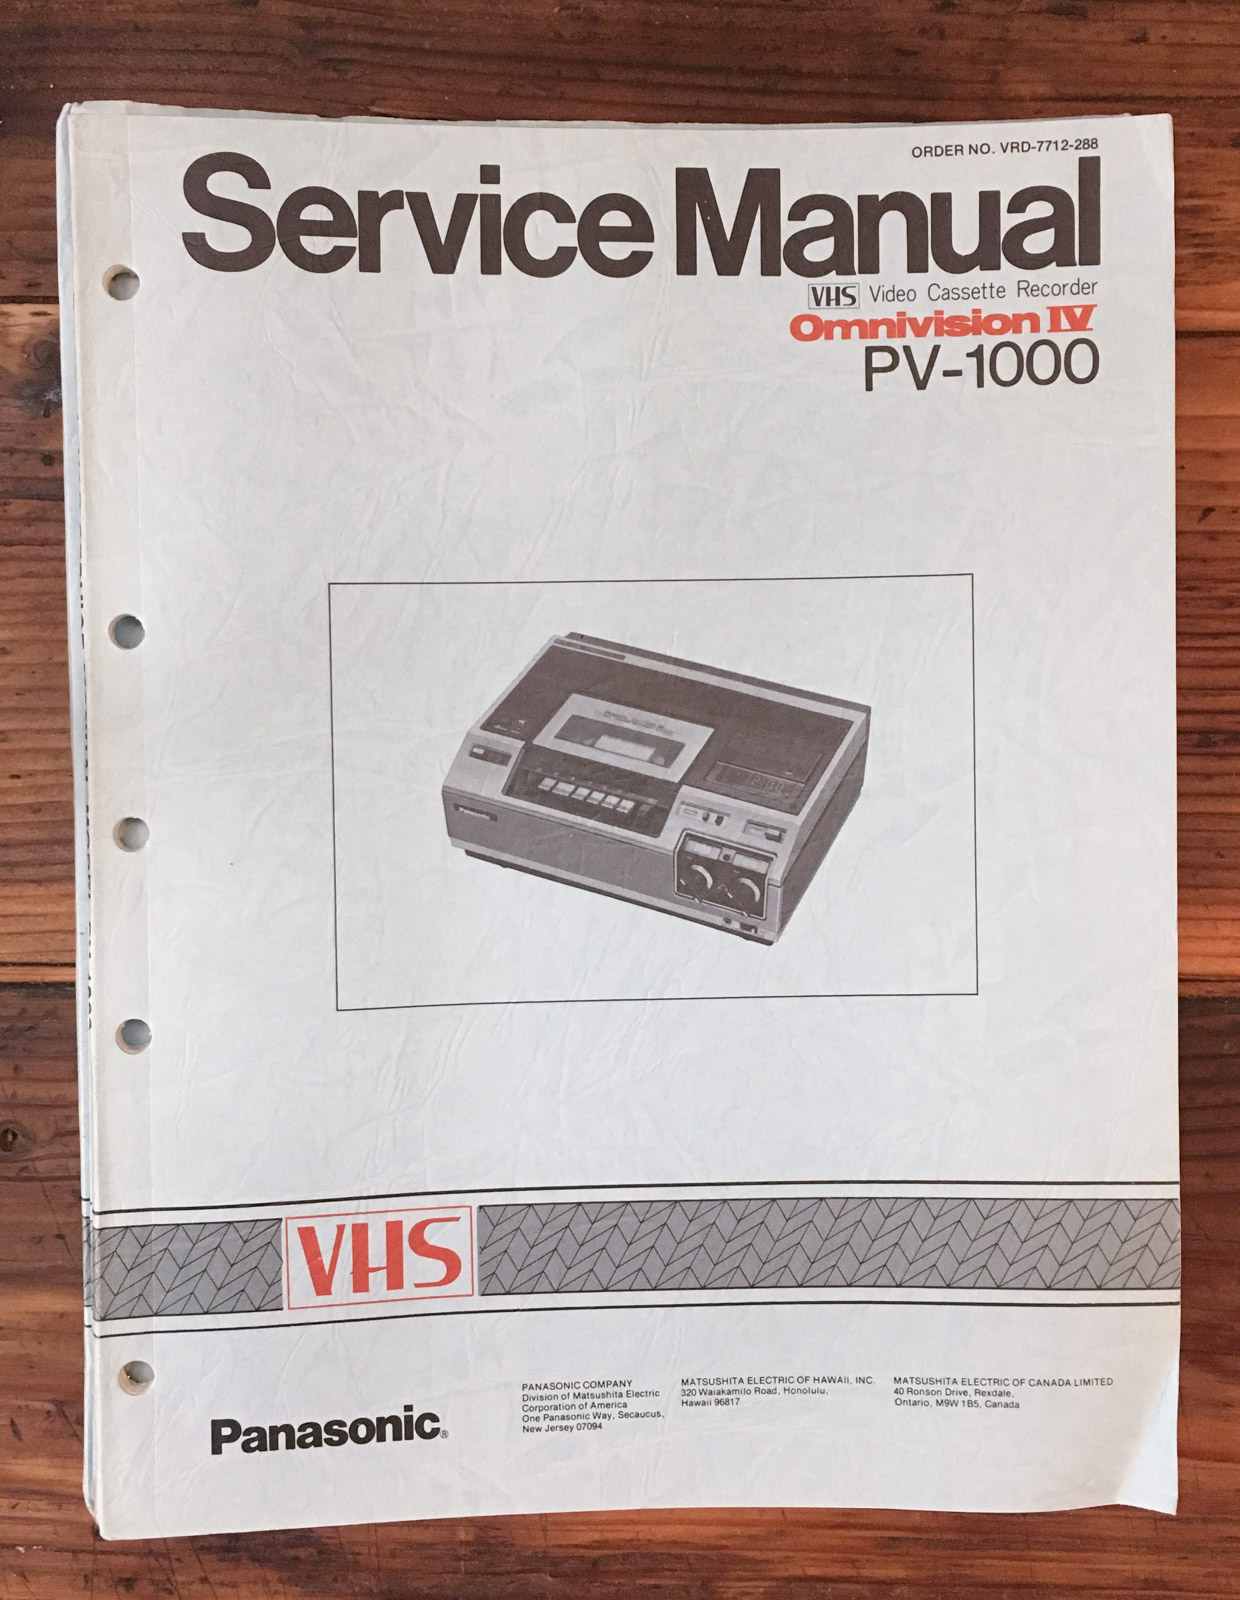 ORDER NO. VRD-7712-288
Service Manual
VHS Video Cassette Recorder
Omnivision IV
PV-1000
VHS
Panasonic®
PANASONIC COMPANY
Division of Matsushita Electric
Corporation of America
One Panasonic Way, Secaucus,
New Jersey 07094
MATSUSHITA ELECTRIC OF HAWAII, INC.
320 Waiakamilo Road, Honolulu,
Hawaii 96817
MATSUSHITA ELECTRIC OF CANADA LIMITED
40 Ronson Drive, Rexdale,
Ontario, M9W 1B5, Canada